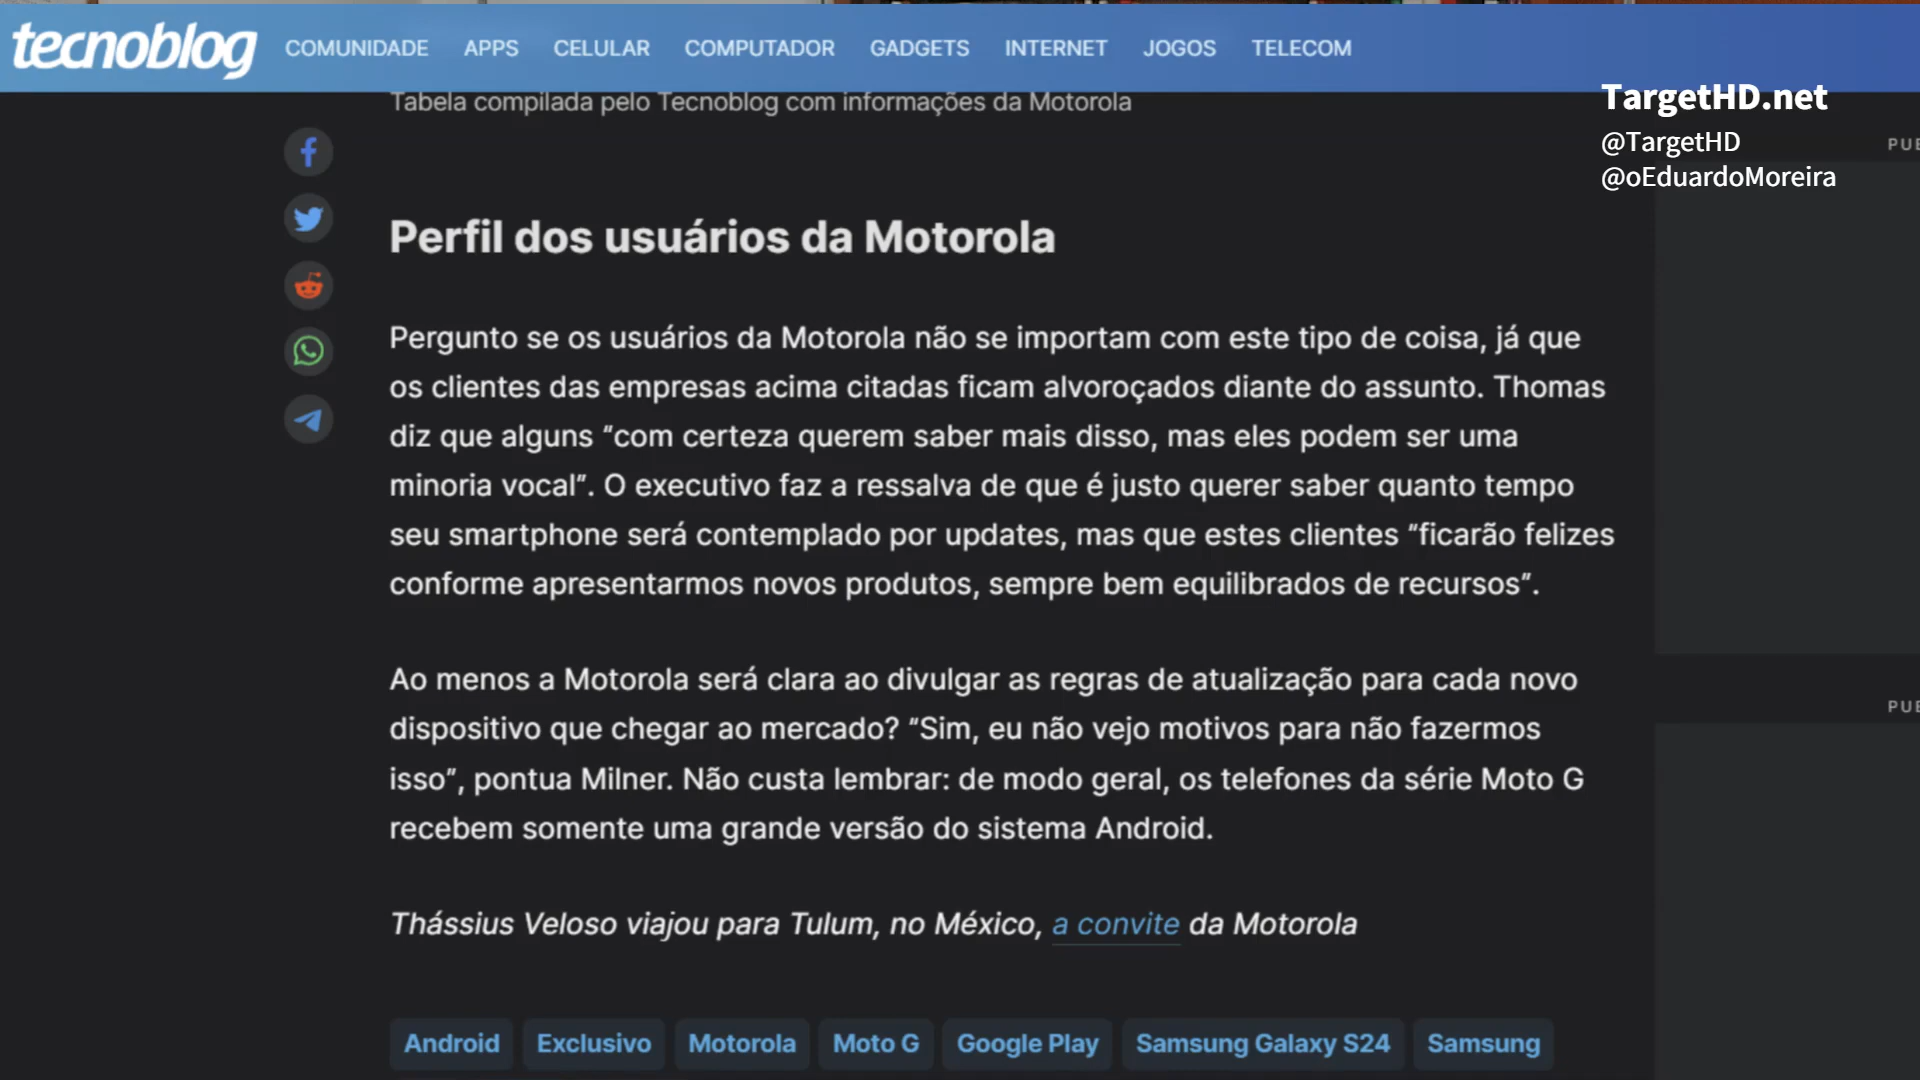 tecnoblog COMUNIDADE APPS CELULAR COMPUTADOR GADGETS INTERNET JOGOS TELECOM
TargetHD.net
@TargetHD
@oEduardoMoreira
Tabela compilada pelo Tecnoblog com informações da Motorola
PUB
Perfil dos usuários da Motorola
Pergunto se os usuários da Motorola não se importam com este tipo de coisa, já que
os clientes das empresas acima citadas ficam alvoroçados diante do assunto. Thomas
diz que alguns “com certeza querem saber mais disso, mas eles podem ser uma
minoria vocal”. O executivo faz a ressalva de que é justo querer saber quanto tempo
seu smartphone será contemplado por updates, mas que estes clientes “ficarão felizes
conforme apresentarmos novos produtos, sempre bem equilibrados de recursos”.
Ao menos a Motorola será clara ao divulgar as regras de atualização para cada novo
PUB
dispositivo que chegar ao mercado? “Sim, eu não vejo motivos para não fazermos
isso”, pontua Milner. Não custa lembrar: de modo geral, os telefones da série Moto G
recebem somente uma grande versão do sistema Android.
Thássius Veloso viajou para Tulum, no México, a convite da Motorola
Android Exclusivo Motorola Moto G Google Play Samsung Galaxy S24 Samsung